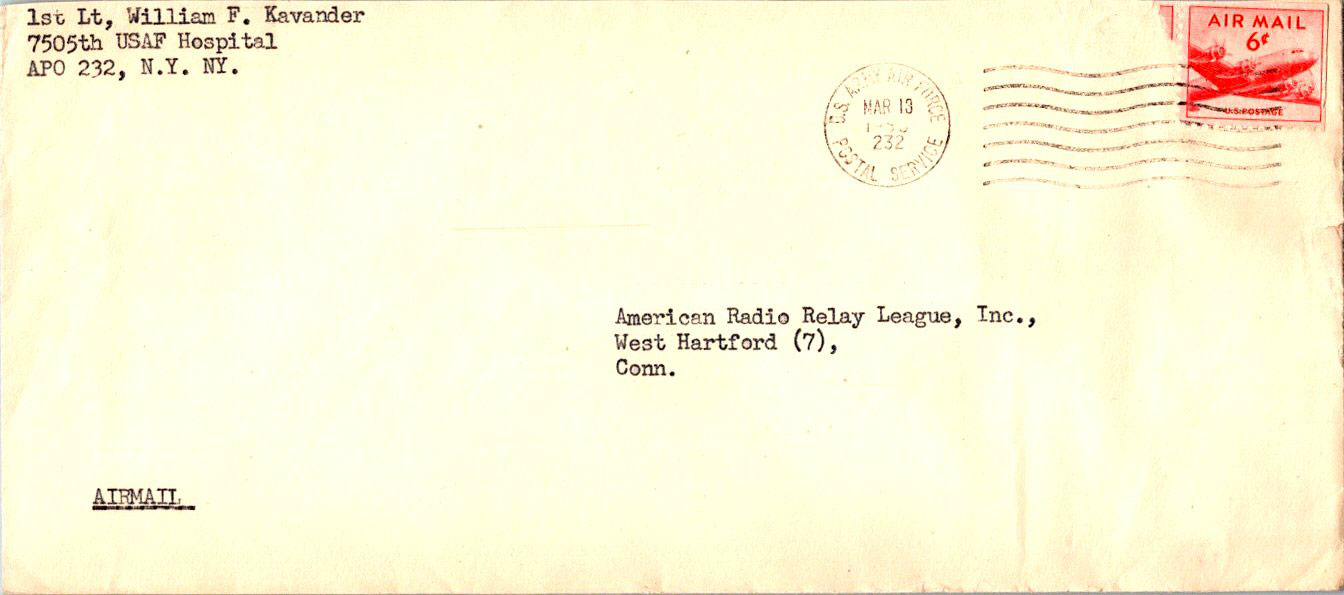 1st Lt, William F. Kavander
7505th USAF Hospital
APO 232, N.Y. NY.
AIR MAIL
6¢
U.S. POSTAGE
U.S. ARMY AIR FORCE
MAR 13
232
POSTAL SERVICE
American Radio Relay League, Inc.,
West Hartford (7),
Conn.
AIRMAIL